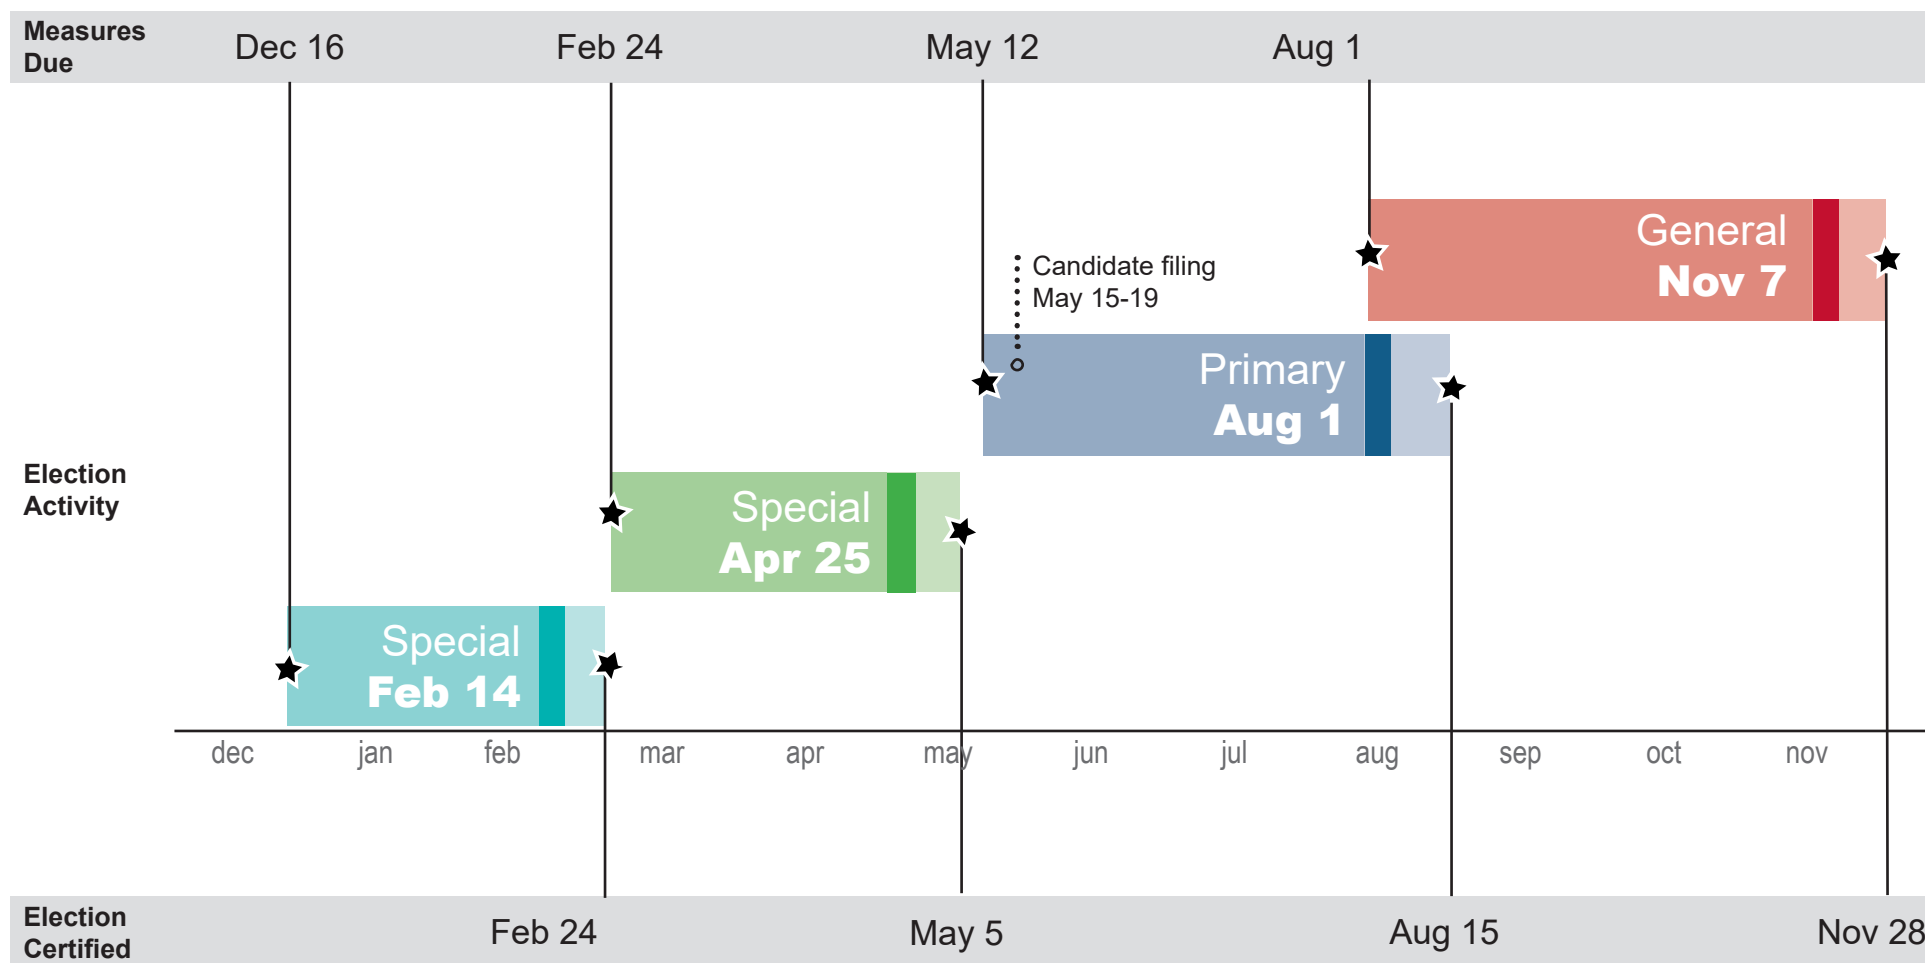 Measures
Due
Dec 16
Feb 24
May 12
Aug 1
General
Nov 7
Candidate filing
May 15-19
Primary
Aug 1
Election
Activity
Special
Apr 25
Special
Feb 14
dec jan feb mar apr may jun jul aug sep oct nov
Election
Certified
Feb 24
May 5
Aug 15
Nov 28